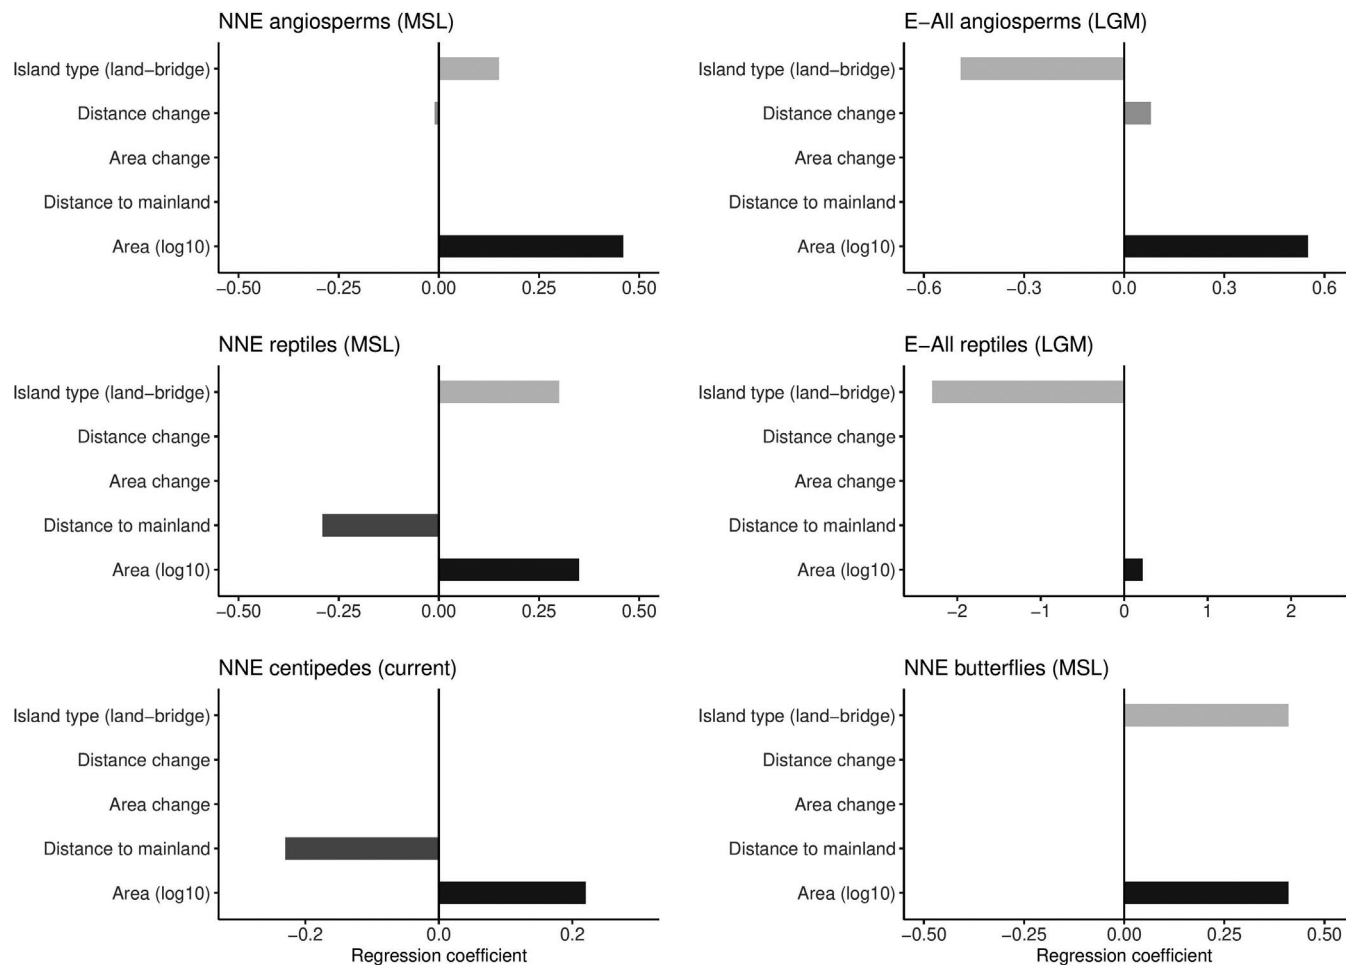 NNE angiosperms (MSL)
Island type (land−bridge)
Distance change
Area change
Distance to mainland
Area (log10)
−0.50 −0.25 0.00 0.25 0.50
E−All angiosperms (LGM)
Island type (land−bridge)
Distance change
Area change
Distance to mainland
Area (log10)
−0.6 −0.3 0.0 0.3 0.6
NNE reptiles (MSL)
Island type (land−bridge)
Distance change
Area change
Distance to mainland
Area (log10)
−0.50 −0.25 0.00 0.25 0.50
E−All reptiles (LGM)
Island type (land−bridge)
Distance change
Area change
Distance to mainland
Area (log10)
−2 −1 0 1 2
NNE centipedes (current)
Island type (land−bridge)
Distance change
Area change
Distance to mainland
Area (log10)
−0.2 0.0 0.2
Regression coefficient
NNE butterflies (MSL)
Island type (land−bridge)
Distance change
Area change
Distance to mainland
Area (log10)
−0.50 −0.25 0.00 0.25 0.50
Regression coefficient